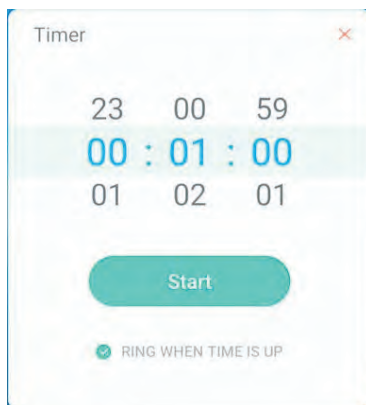 Timer
23 00 59
00 : 01 : 00
01 02 01
Start
RING WHEN TIME IS UP